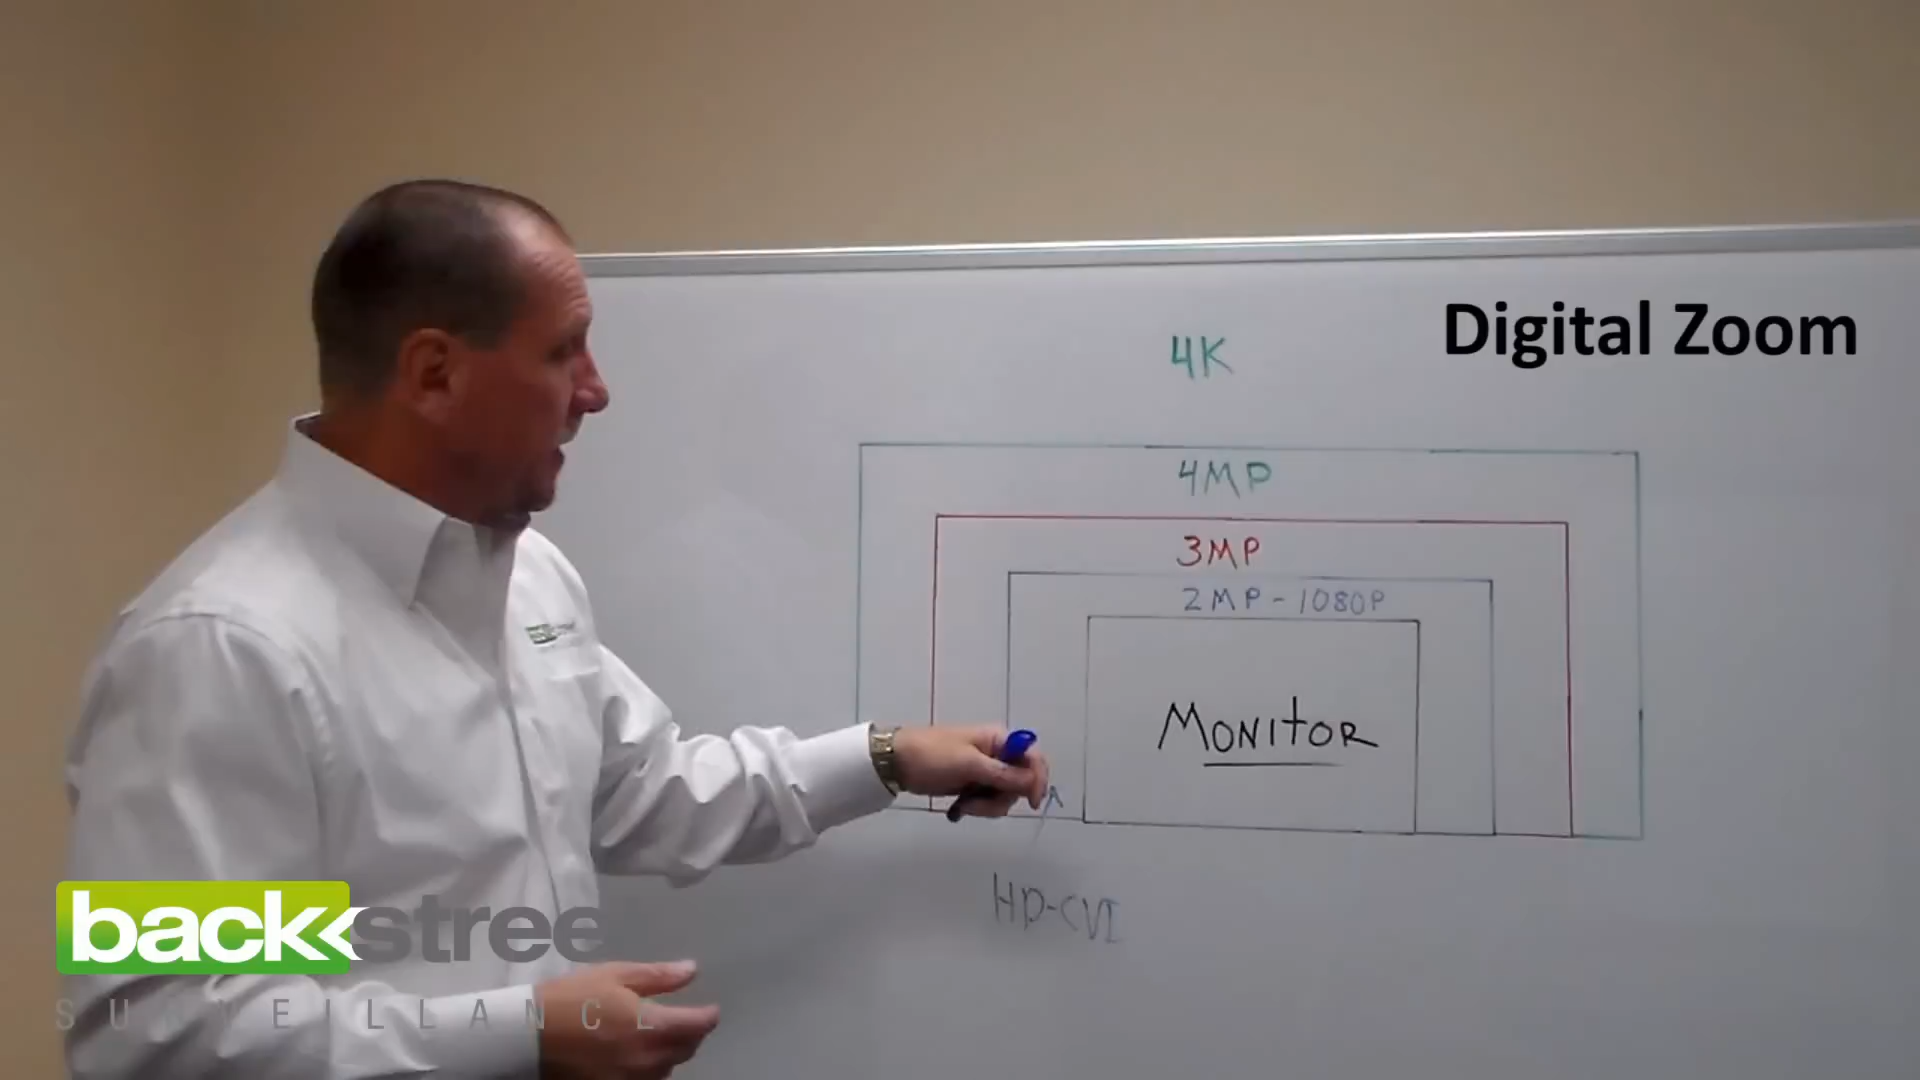 Digital Zoom
4K
4MP
3MP
2MP-1080P
MONITOR
HD-CVI
backstree
SURVEILLANCE